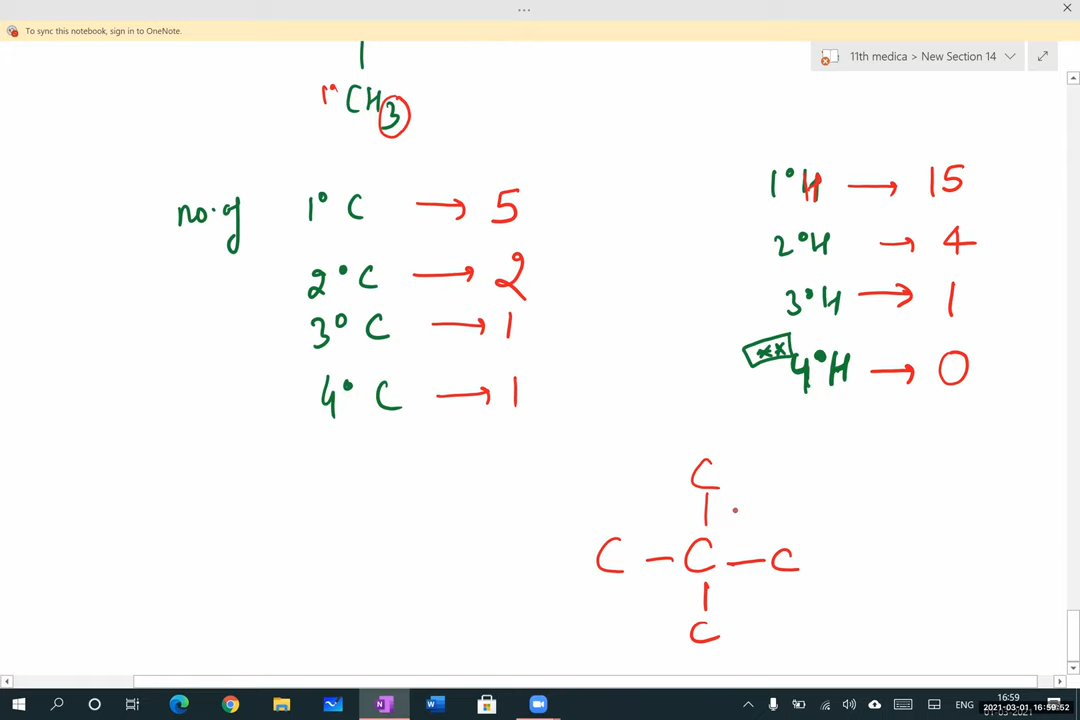 To sync this notebook, sign in to OneNote.
11th medica > New Section 14
1° CH3
no. of 1° C → 5
2° C → 2
3° C → 1
4° C → 1
1°H → 15
2°H → 4
3°H → 1
** 4°H → 0
C
C - C - C
C
ENG
16:59
2021-03-01 16:59:52